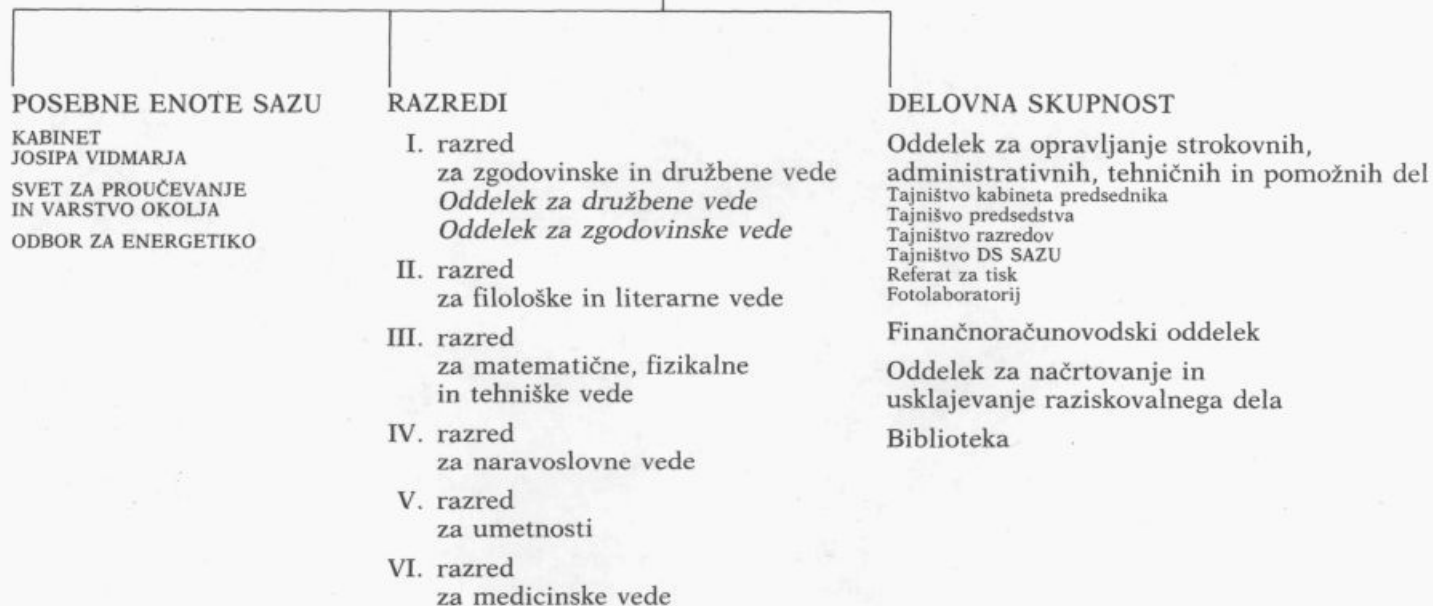 POSEBNE ENOTE SAZU
KABINET
JOSIPA VIDMARJA
SVET ZA PROUČEVANJE
IN VARSTVO OKOLJA
ODBOR ZA ENERGETIKO
RAZREDI
I. razred
za zgodovinske in družbene vede
Oddelek za družbene vede
Oddelek za zgodovinske vede
II. razred
za filološke in literarne vede
III. razred
za matematične, fizikalne
in tehniške vede
IV. razred
za naravoslovne vede
V. razred
za umetnosti
VI. razred
za medicinske vede
DELOVNA SKUPNOST
Oddelek za opravljanje strokovnih,
administrativnih, tehničnih in pomožnih del
Tajništvo kabineta predsednika
Tajnišvo predsedstva
Tajništvo razredov
Tajništvo DS SAZU
Referat za tisk
Fotolaboratorij
Finančnoračunovodski oddelek
Oddelek za načrtovanje in
usklajevanje raziskovalnega dela
Biblioteka